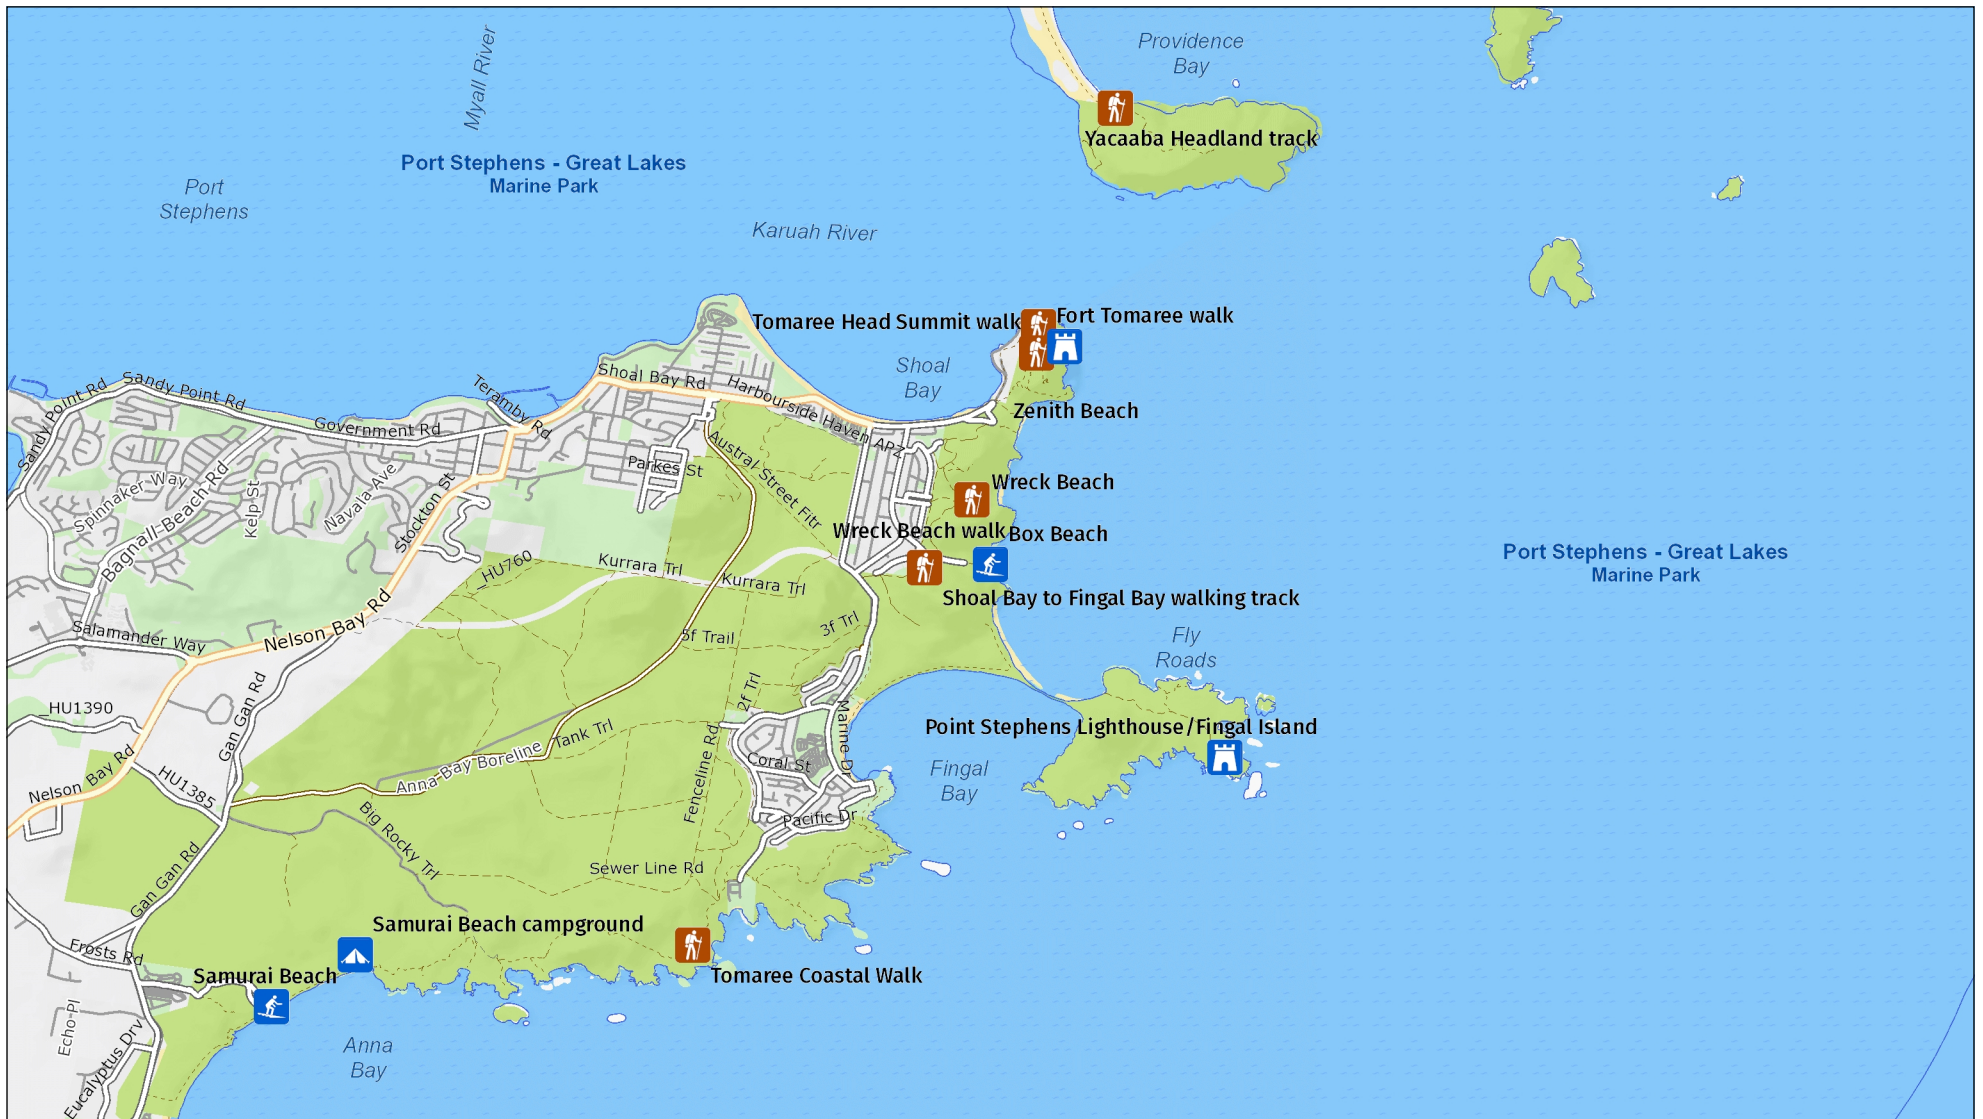 Providence
Bay
Myall River
Yacaaba Headland track
Port Stephens - Great Lakes
Marine Park
Port
Stephens
Karuah River
Tomaree Head Summit walk
Fort Tomaree walk
Shoal
Bay
Shoal Bay Rd
Harbourside Haven APZ
Sandy Point Rd
Sandy Point Rd
Teramby Rd
Government Rd
Zenith Beach
Austral Street Fitr
Parkes St
Spinnaker Way
Bagnall-Beach-Rd
Kelp St
Navala Ave
Stockton St
Wreck Beach
Wreck Beach walk
Box Beach
Port Stephens - Great Lakes
Marine Park
_HU760
Kurrara Trl
Kurrara Trl
Shoal Bay to Fingal Bay walking track
Nelson Bay Rd
Salamander Way
5f Trail
3f Trl
Fly
Roads
2f Trl
Gan Gan Rd
_HU1390
Marine Dr
Point Stephens Lighthouse/Fingal Island
Tank Trl
Anna Bay Boreline
Fenceline Rd
Coral St
Fingal
Bay
Nelson Bay Rd
HU1385
Big Rocky Trl
Pacific Dr
Gan Gan Rd
Sewer Line Rd
Samurai Beach campground
Frosts Rd
Samurai Beach
Tomaree Coastal Walk
Echo-Pl
Eucalyptus Drv
Anna
Bay